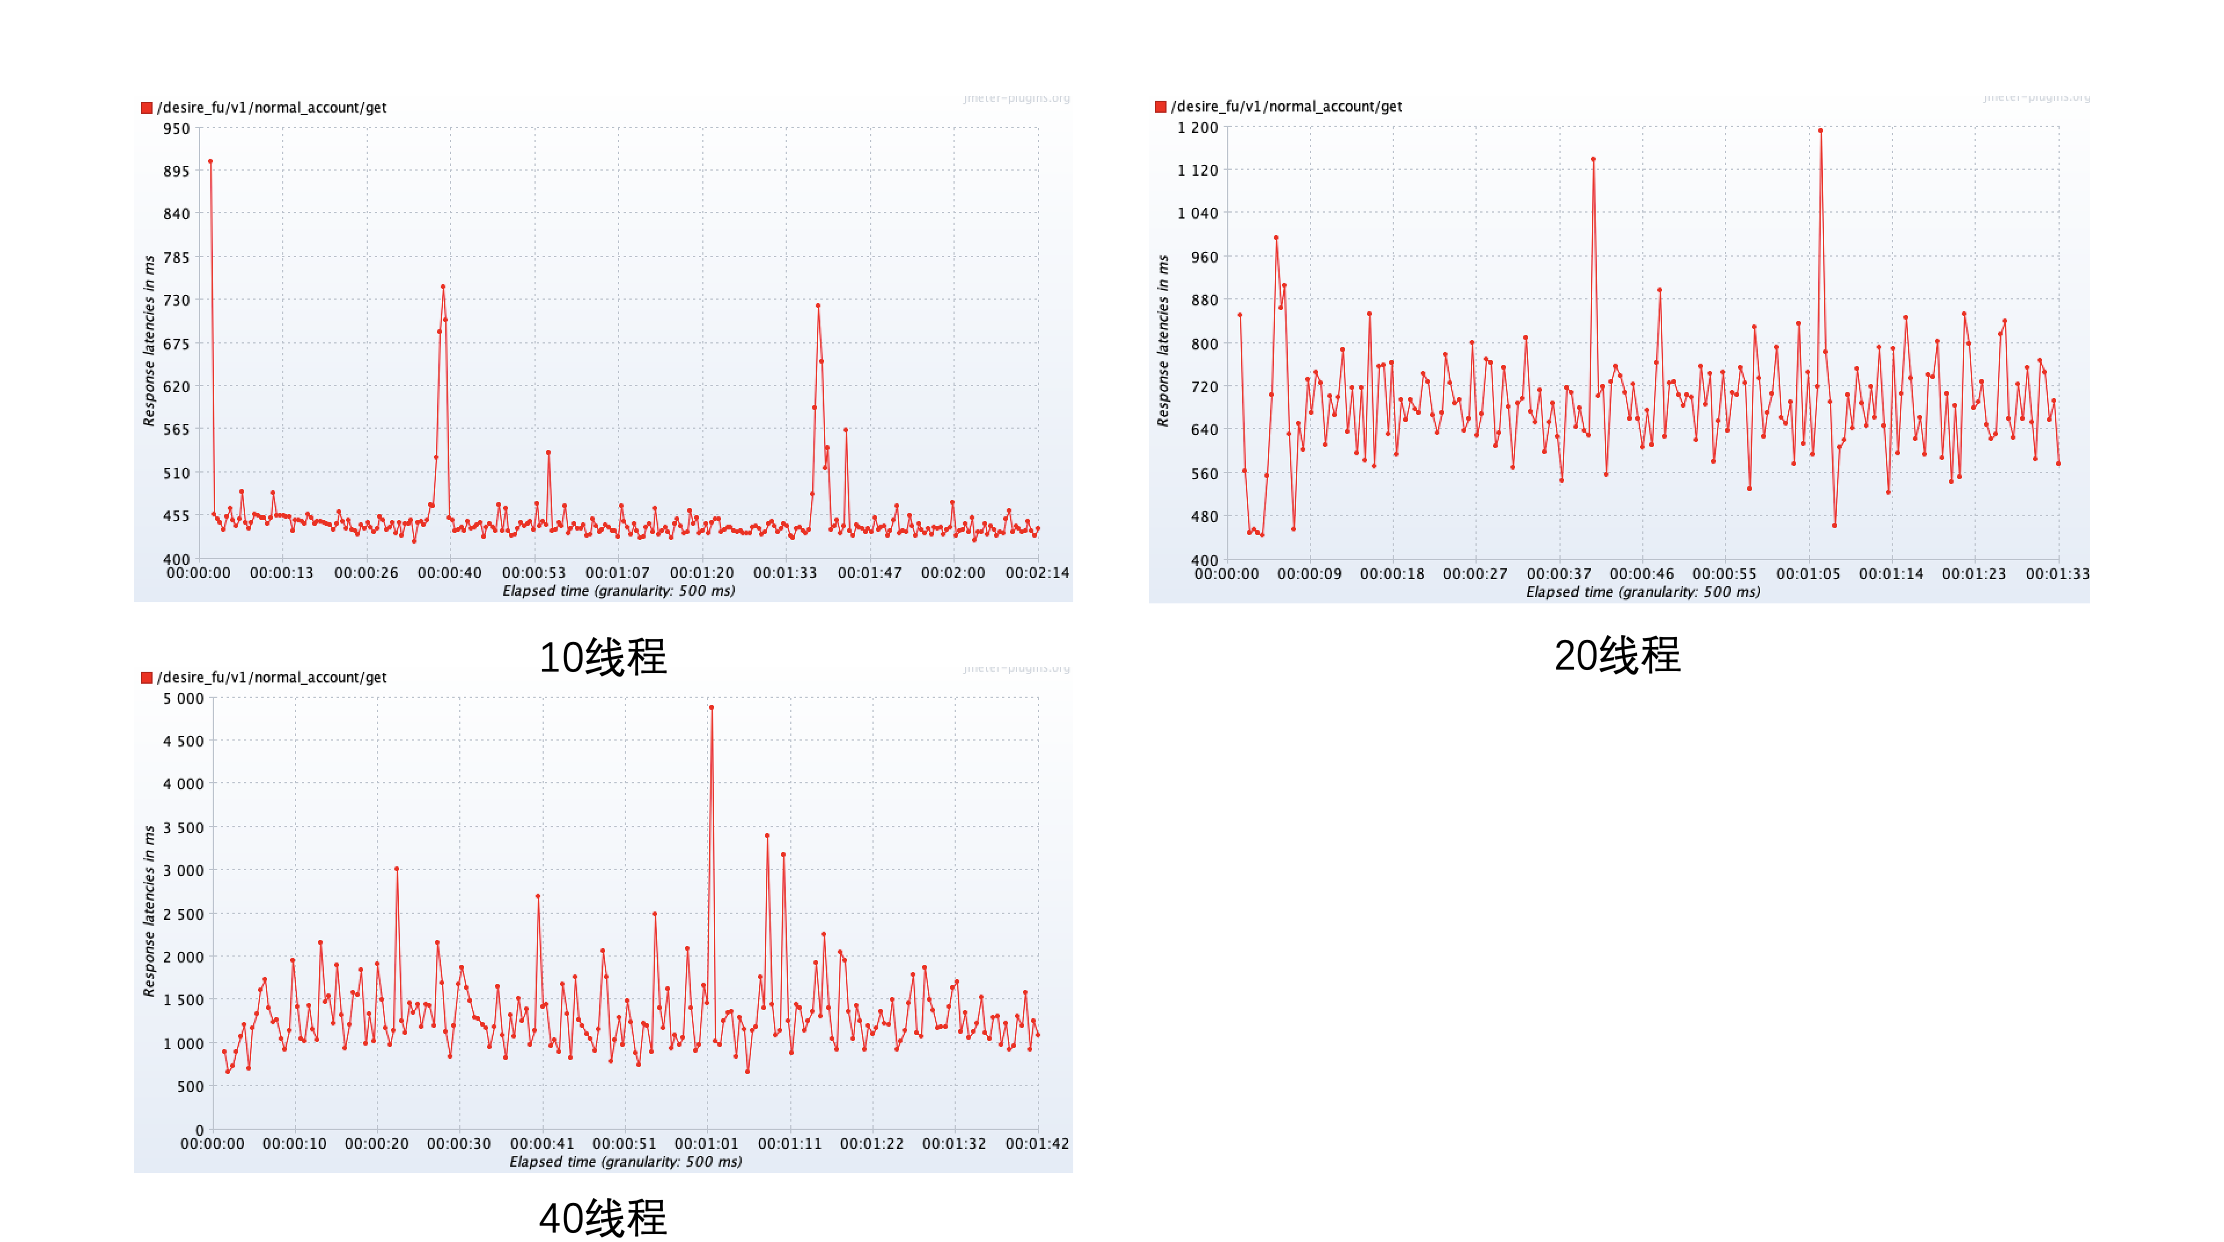 jmeter-plugins.org
/desire_fu/v1/normal_account/get
950
895
840
785
730
675
620
565
510
455
400
Response latencies in ms
00:00:00 00:00:13 00:00:26 00:00:40 00:00:53 00:01:07 00:01:20 00:01:33 00:01:47 00:02:00 00:02:14
Elapsed time (granularity: 500 ms)
10线程
jmeter-plugins.org
/desire_fu/v1/normal_account/get
1 200
1 120
1 040
960
880
800
720
640
560
480
400
Response latencies in ms
00:00:00 00:00:09 00:00:18 00:00:27 00:00:37 00:00:46 00:00:55 00:01:05 00:01:14 00:01:23 00:01:33
Elapsed time (granularity: 500 ms)
20线程
jmeter-plugins.org
/desire_fu/v1/normal_account/get
5 000
4 500
4 000
3 500
3 000
2 500
2 000
1 500
1 000
500
0
Response latencies in ms
00:00:00 00:00:10 00:00:20 00:00:30 00:00:41 00:00:51 00:01:01 00:01:11 00:01:22 00:01:32 00:01:42
Elapsed time (granularity: 500 ms)
40线程